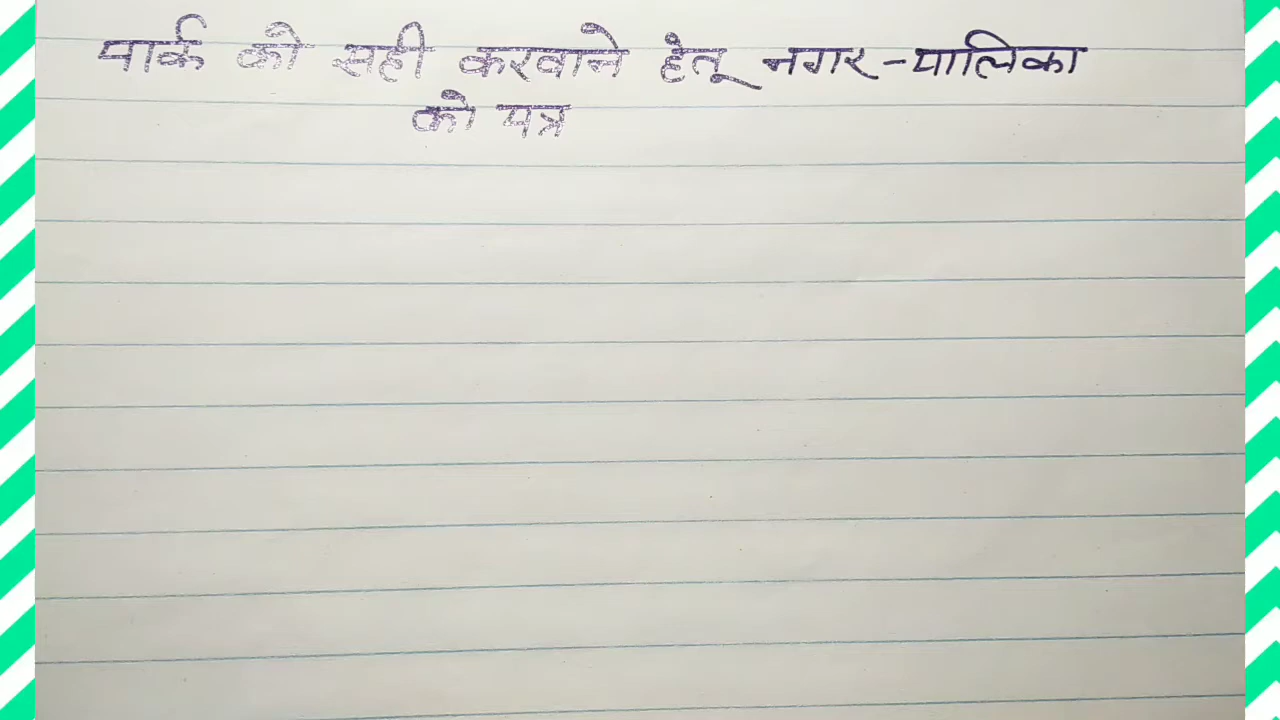 पार्क को सही करवाने हेतू नगर-पालिका
को पत्र